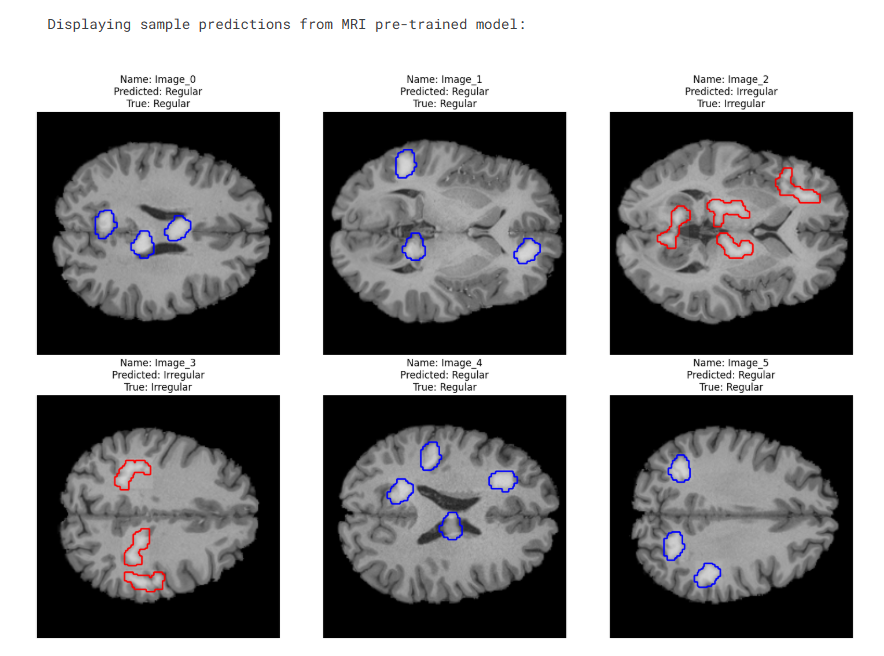 Displaying sample predictions from MRI pre-trained model:
Name: Image_0
Predicted: Regular
True: Regular
Name: Image_1
Predicted: Regular
True: Regular
Name: Image_2
Predicted: Irregular
True: Irregular
Name: Image_3
Predicted: Irregular
True: Irregular
Name: Image_4
Predicted: Regular
True: Regular
Name: Image_5
Predicted: Regular
True: Regular